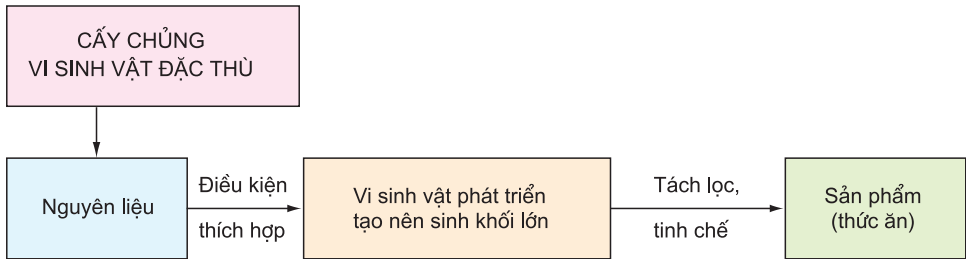 CẤY CHỦNG
VI SINH VẬT ĐẶC THÙ
Nguyên liệu
Điều kiện
thích hợp
Vi sinh vật phát triển
tạo nên sinh khối lớn
Tách lọc,
tinh chế
Sản phẩm
(thức ăn)